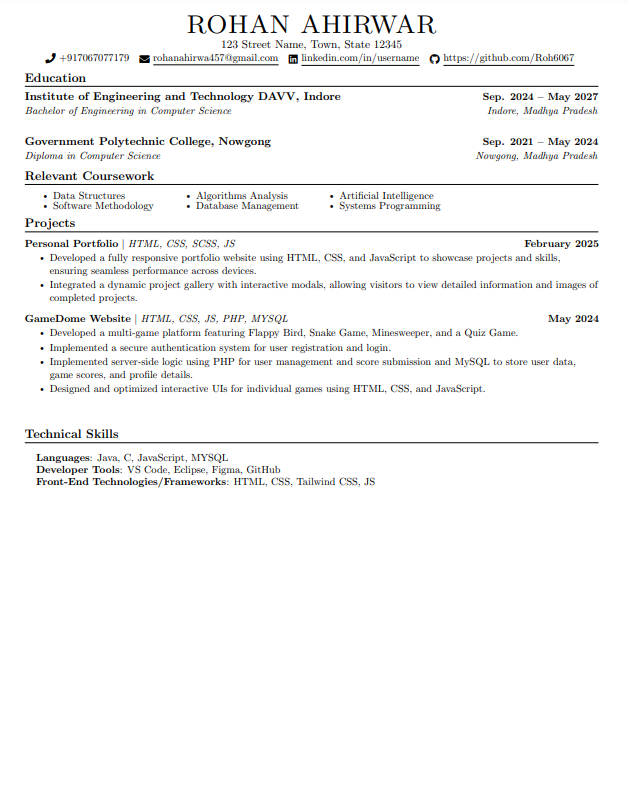 ROHAN AHIRWAR
123 Street Name, Town, State 12345
+917067077179 rohanahirwa457@gmail.com linkedin.com/in/username https://github.com/Roh6067
Education
Institute of Engineering and Technology DAVV, Indore Sep. 2024 – May 2027
Bachelor of Engineering in Computer Science Indore, Madhya Pradesh
Government Polytechnic College, Nowgong Sep. 2021 – May 2024
Diploma in Computer Science Nowgong, Madhya Pradesh
Relevant Coursework
• Data Structures • Algorithms Analysis • Artificial Intelligence
• Software Methodology • Database Management • Systems Programming
Projects
Personal Portfolio | HTML, CSS, SCSS, JS February 2025
• Developed a fully responsive portfolio website using HTML, CSS, and JavaScript to showcase projects and skills,
ensuring seamless performance across devices.
• Integrated a dynamic project gallery with interactive modals, allowing visitors to view detailed information and images of
completed projects.
GameDome Website | HTML, CSS, JS, PHP, MYSQL May 2024
• Developed a multi-game platform featuring Flappy Bird, Snake Game, Minesweeper, and a Quiz Game.
• Implemented a secure authentication system for user registration and login.
• Implemented server-side logic using PHP for user management and score submission and MySQL to store user data,
game scores, and profile details.
• Designed and optimized interactive UIs for individual games using HTML, CSS, and JavaScript.
Technical Skills
Languages: Java, C, JavaScript, MYSQL
Developer Tools: VS Code, Eclipse, Figma, GitHub
Front-End Technologies/Frameworks: HTML, CSS, Tailwind CSS, JS